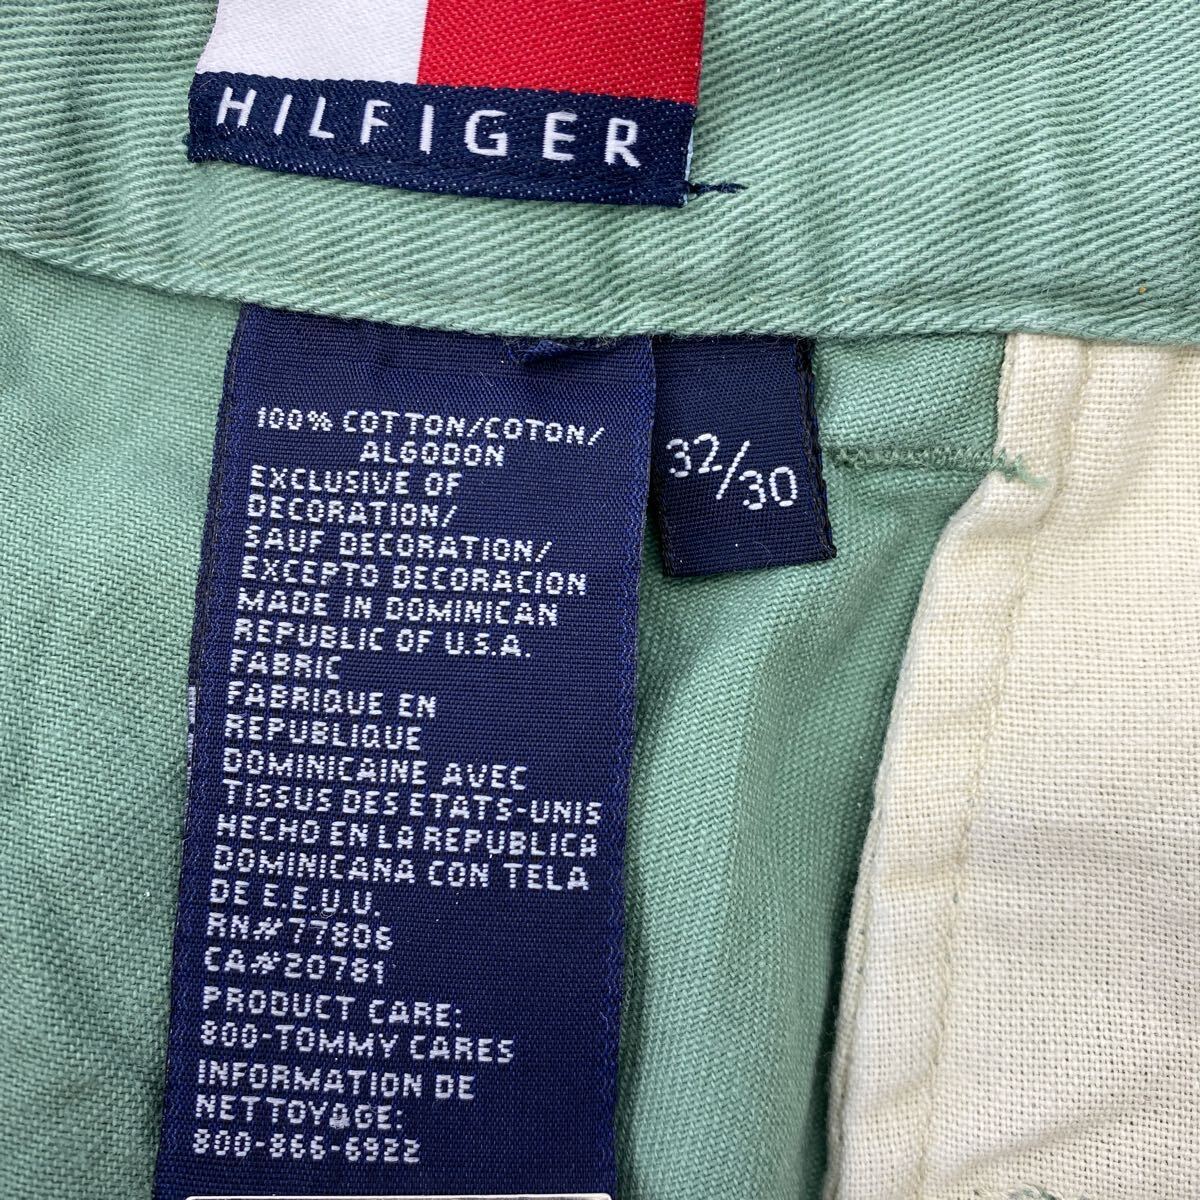 HILFIGER
100% COTTON/COTON/
ALGODON
EXCLUSIVE OF
DECORATION/
SAUF DECORATION/
EXCEPTO DECORACION
MADE IN DOMINICAN
REPUBLIC OF U.S.A.
FABRIC
FABRIQUE EN
REPUBLIQUE
DOMINICAINE AVEC
TISSUS DES ETATS-UNIS
HECHO EN LA REPUBLICA
DOMINICANA CON TELA
DE E.E.U.U.
RN#77806
CA#20781
PRODUCT CARE:
800-TOMMY CARES
INFORMATION DE
NETTOYAGE:
800-866-6922
32/30